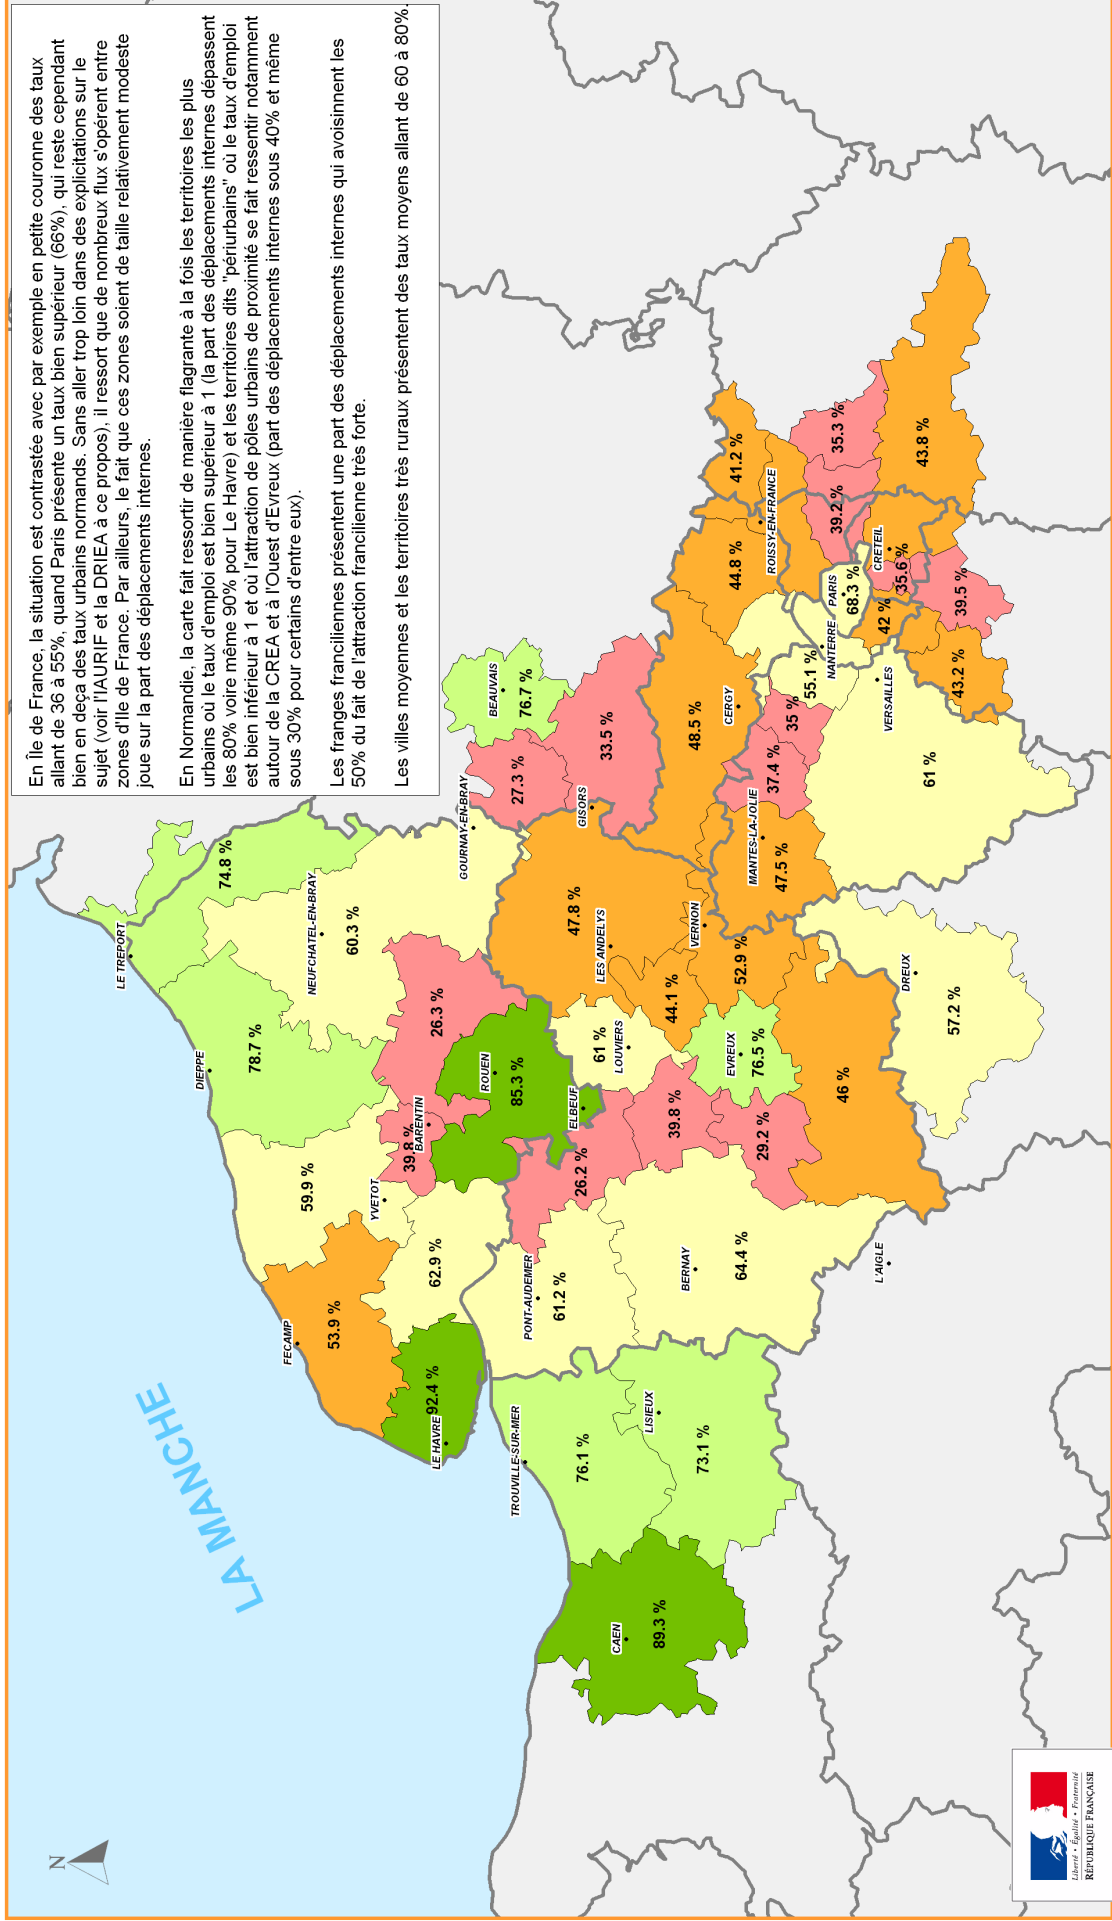 En Île de France, la situation est contrastée avec par exemple en petite couronne des taux
allant de 36 à 55%, quand Paris présente un taux bien supérieur (66%), qui reste cependant
bien en deça des taux urbains normands. Sans aller trop loin dans des explicitations sur le
sujet (voir l'IAURIF et la DRIEA à ce propos), il ressort que de nombreux flux s'opérent entre
zones d'Ile de France. Par ailleurs, le fait que ces zones soient de taille relativement modeste
joue sur la part des déplacements internes.
En Normandie, la carte fait ressortir de manière flagrante à la fois les territoires les plus
urbains où le taux d'emploi est bien supérieur à 1 (la part des déplacements internes dépassent
les 80% voire même 90% pour Le Havre) et les territoires dits "périurbains" où le taux d'emploi
est bien inférieur à 1 et où l'attraction de pôles urbains de proximité se fait ressentir notamment
autour de la CREA et à l'Ouest d'Evreux (part des déplacements internes sous 40% et même
sous 30% pour certains d'entre eux).
Les franges franciliennes présentent une part des déplacements internes qui avoisinnent les
50% du fait de l'attraction francilienne très forte.
Les villes moyennes et les territoires très ruraux présentent des taux moyens allant de 60 à 80%.
N
LA MANCHE
LE TREPORT
74.8 %
DIEPPE
78.7 %
NEUFCHATEL-EN-BRAY
60.3 %
FECAMP
53.9 %
59.9 %
YVETOT
39.8 %
BARENTIN
26.3 %
GOURNAY-EN-BRAY
27.3 %
BEAUVAIS
76.7 %
LE HAVRE
92.4 %
62.9 %
ROUEN
85.3 %
ELBEUF
GISORS
33.5 %
TROUVILLE-SUR-MER
76.1 %
PONT-AUDEMER
61.2 %
26.2 %
61 %
LOUVIERS
47.8 %
LES ANDELYS
48.5 %
CERGY
44.8 %
41.2 %
ROISSY-EN-FRANCE
CAEN
89.3 %
LISIEUX
73.1 %
BERNAY
64.4 %
39.8 %
44.1 %
VERNON
52.9 %
EVREUX
76.5 %
29.2 %
MANTES-LA-JOLIE
47.5 %
37.4 %
35 %
55.1 %
NANTERRE
PARIS
68.3 %
39.2 %
35.3 %
CRETEIL
35.6 %
42 %
43.8 %
L'AIGLE
46 %
DREUX
57.2 %
VERSAILLES
61 %
43.2 %
39.5 %
Liberté • Égalité • Fraternité
RÉPUBLIQUE FRANÇAISE